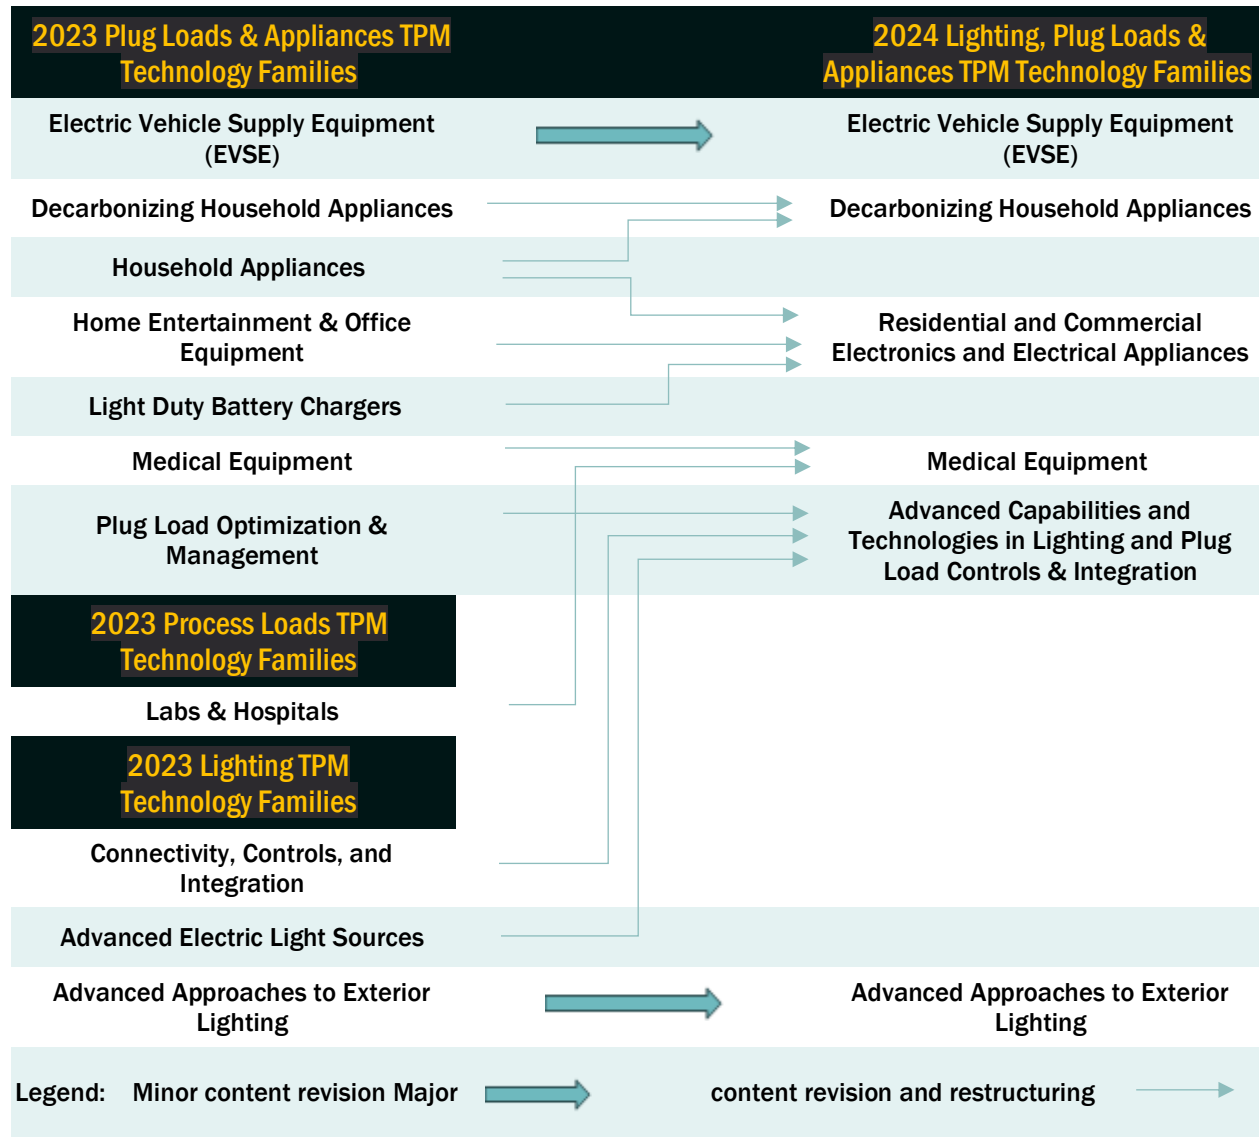 2023 Plug Loads & Appliances TPM
Technology Families
2024 Lighting, Plug Loads &
Appliances TPM Technology Families
Electric Vehicle Supply Equipment
(EVSE)
Electric Vehicle Supply Equipment
(EVSE)
Decarbonizing Household Appliances
Decarbonizing Household Appliances
Household Appliances
Home Entertainment & Office
Equipment
Residential and Commercial
Electronics and Electrical Appliances
Light Duty Battery Chargers
Medical Equipment
Medical Equipment
Plug Load Optimization &
Management
Advanced Capabilities and
Technologies in Lighting and Plug
Load Controls & Integration
2023 Process Loads TPM
Technology Families
Labs & Hospitals
2023 Lighting TPM
Technology Families
Connectivity, Controls, and
Integration
Advanced Electric Light Sources
Advanced Approaches to Exterior
Lighting
Advanced Approaches to Exterior
Lighting
Legend: Minor content revision Major content revision and restructuring